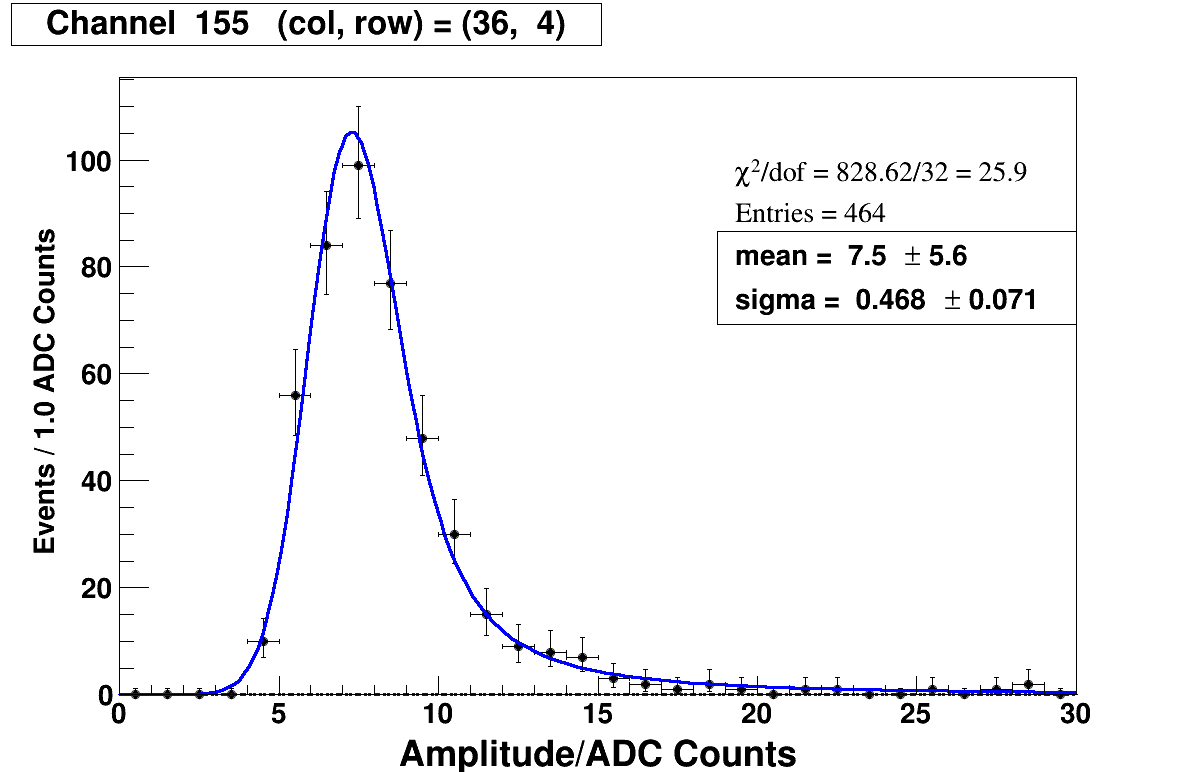 Channel 155 (col, row) = (36, 4)
χ²/dof = 828.62/32 = 25.9
Entries = 464
mean = 7.5 ± 5.6
sigma = 0.468 ± 0.071
Events / 1.0 ADC Counts
100
80
60
40
20
0
0 5 10 15 20 25 30
Amplitude/ADC Counts